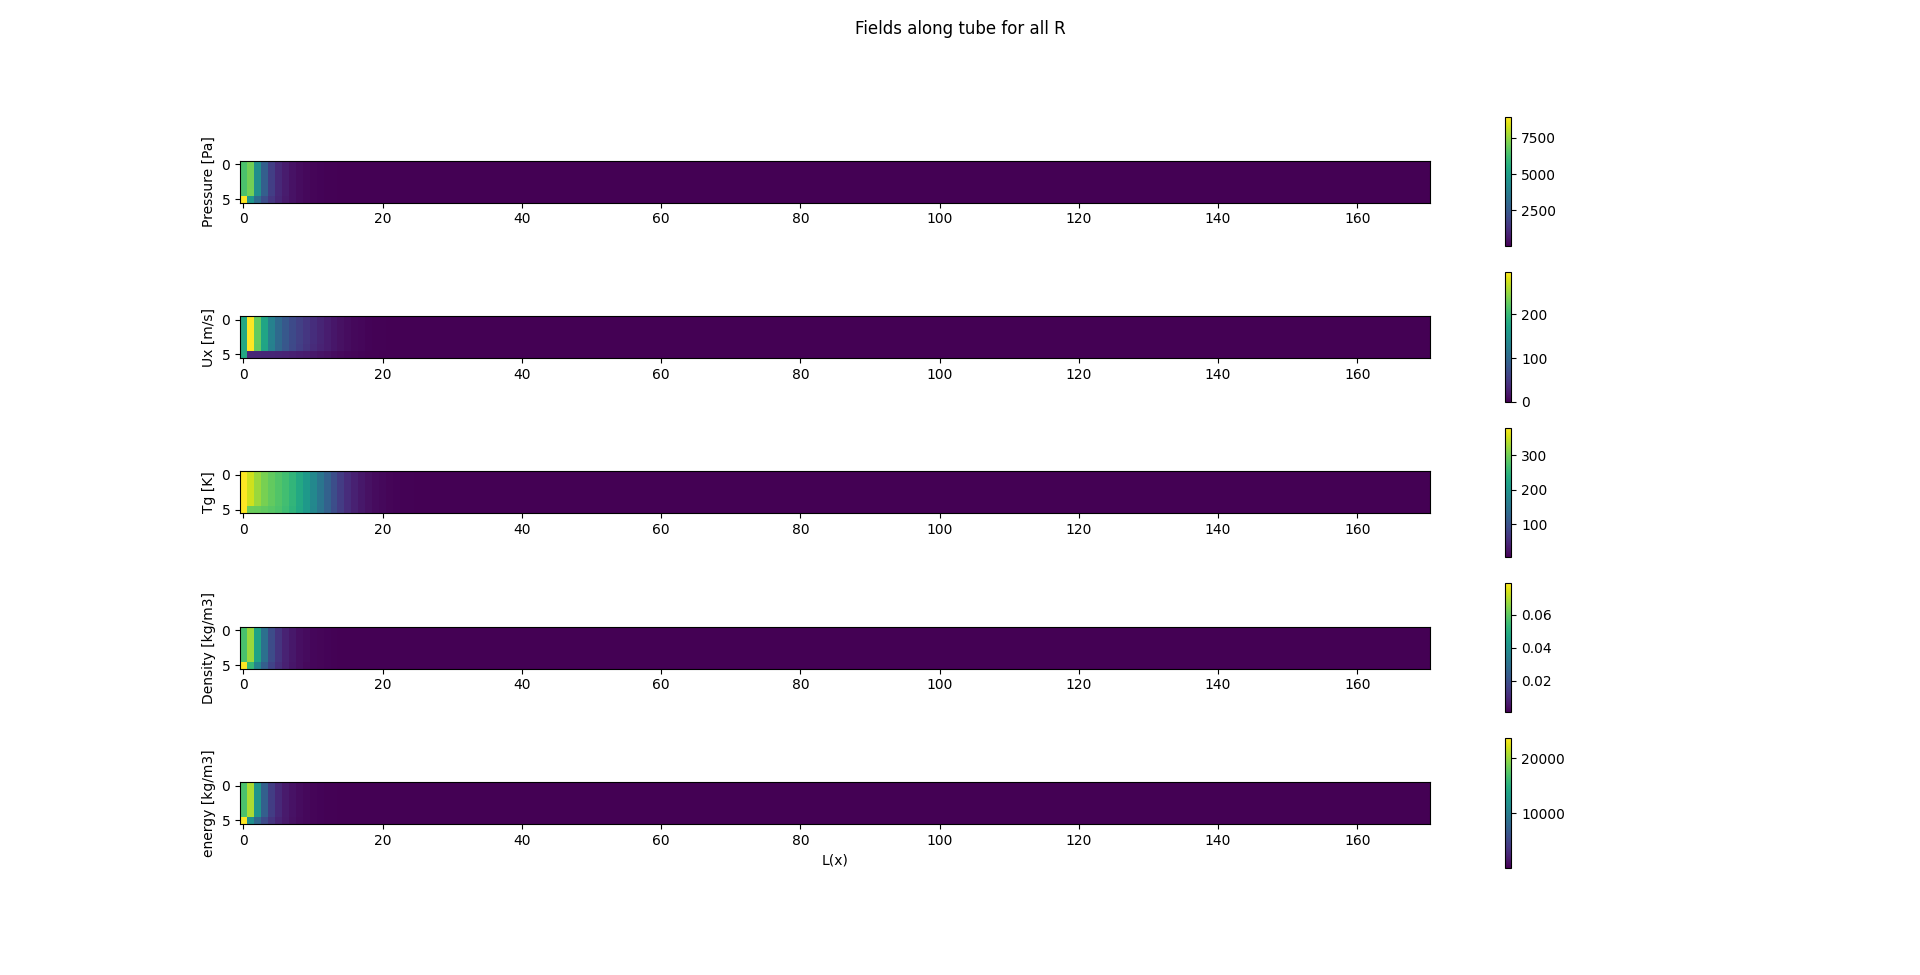 Fields along tube for all R
Pressure [Pa]
0
5
0 20 40 60 80 100 120 140 160
7500
5000
2500
Ux [m/s]
0
5
0 20 40 60 80 100 120 140 160
200
100
0
Tg [K]
0
5
0 20 40 60 80 100 120 140 160
300
200
100
Density [kg/m3]
0
5
0 20 40 60 80 100 120 140 160
0.06
0.04
0.02
energy [kg/m3]
0
5
0 20 40 60 80 100 120 140 160
20000
10000
L(x)